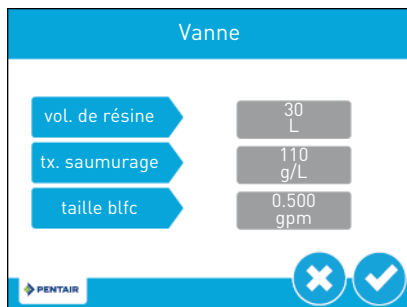 Vanne
vol. de résine
30
L
tx. saumurage
110
g/L
taille blfc
0.500
gpm
PENTAIR